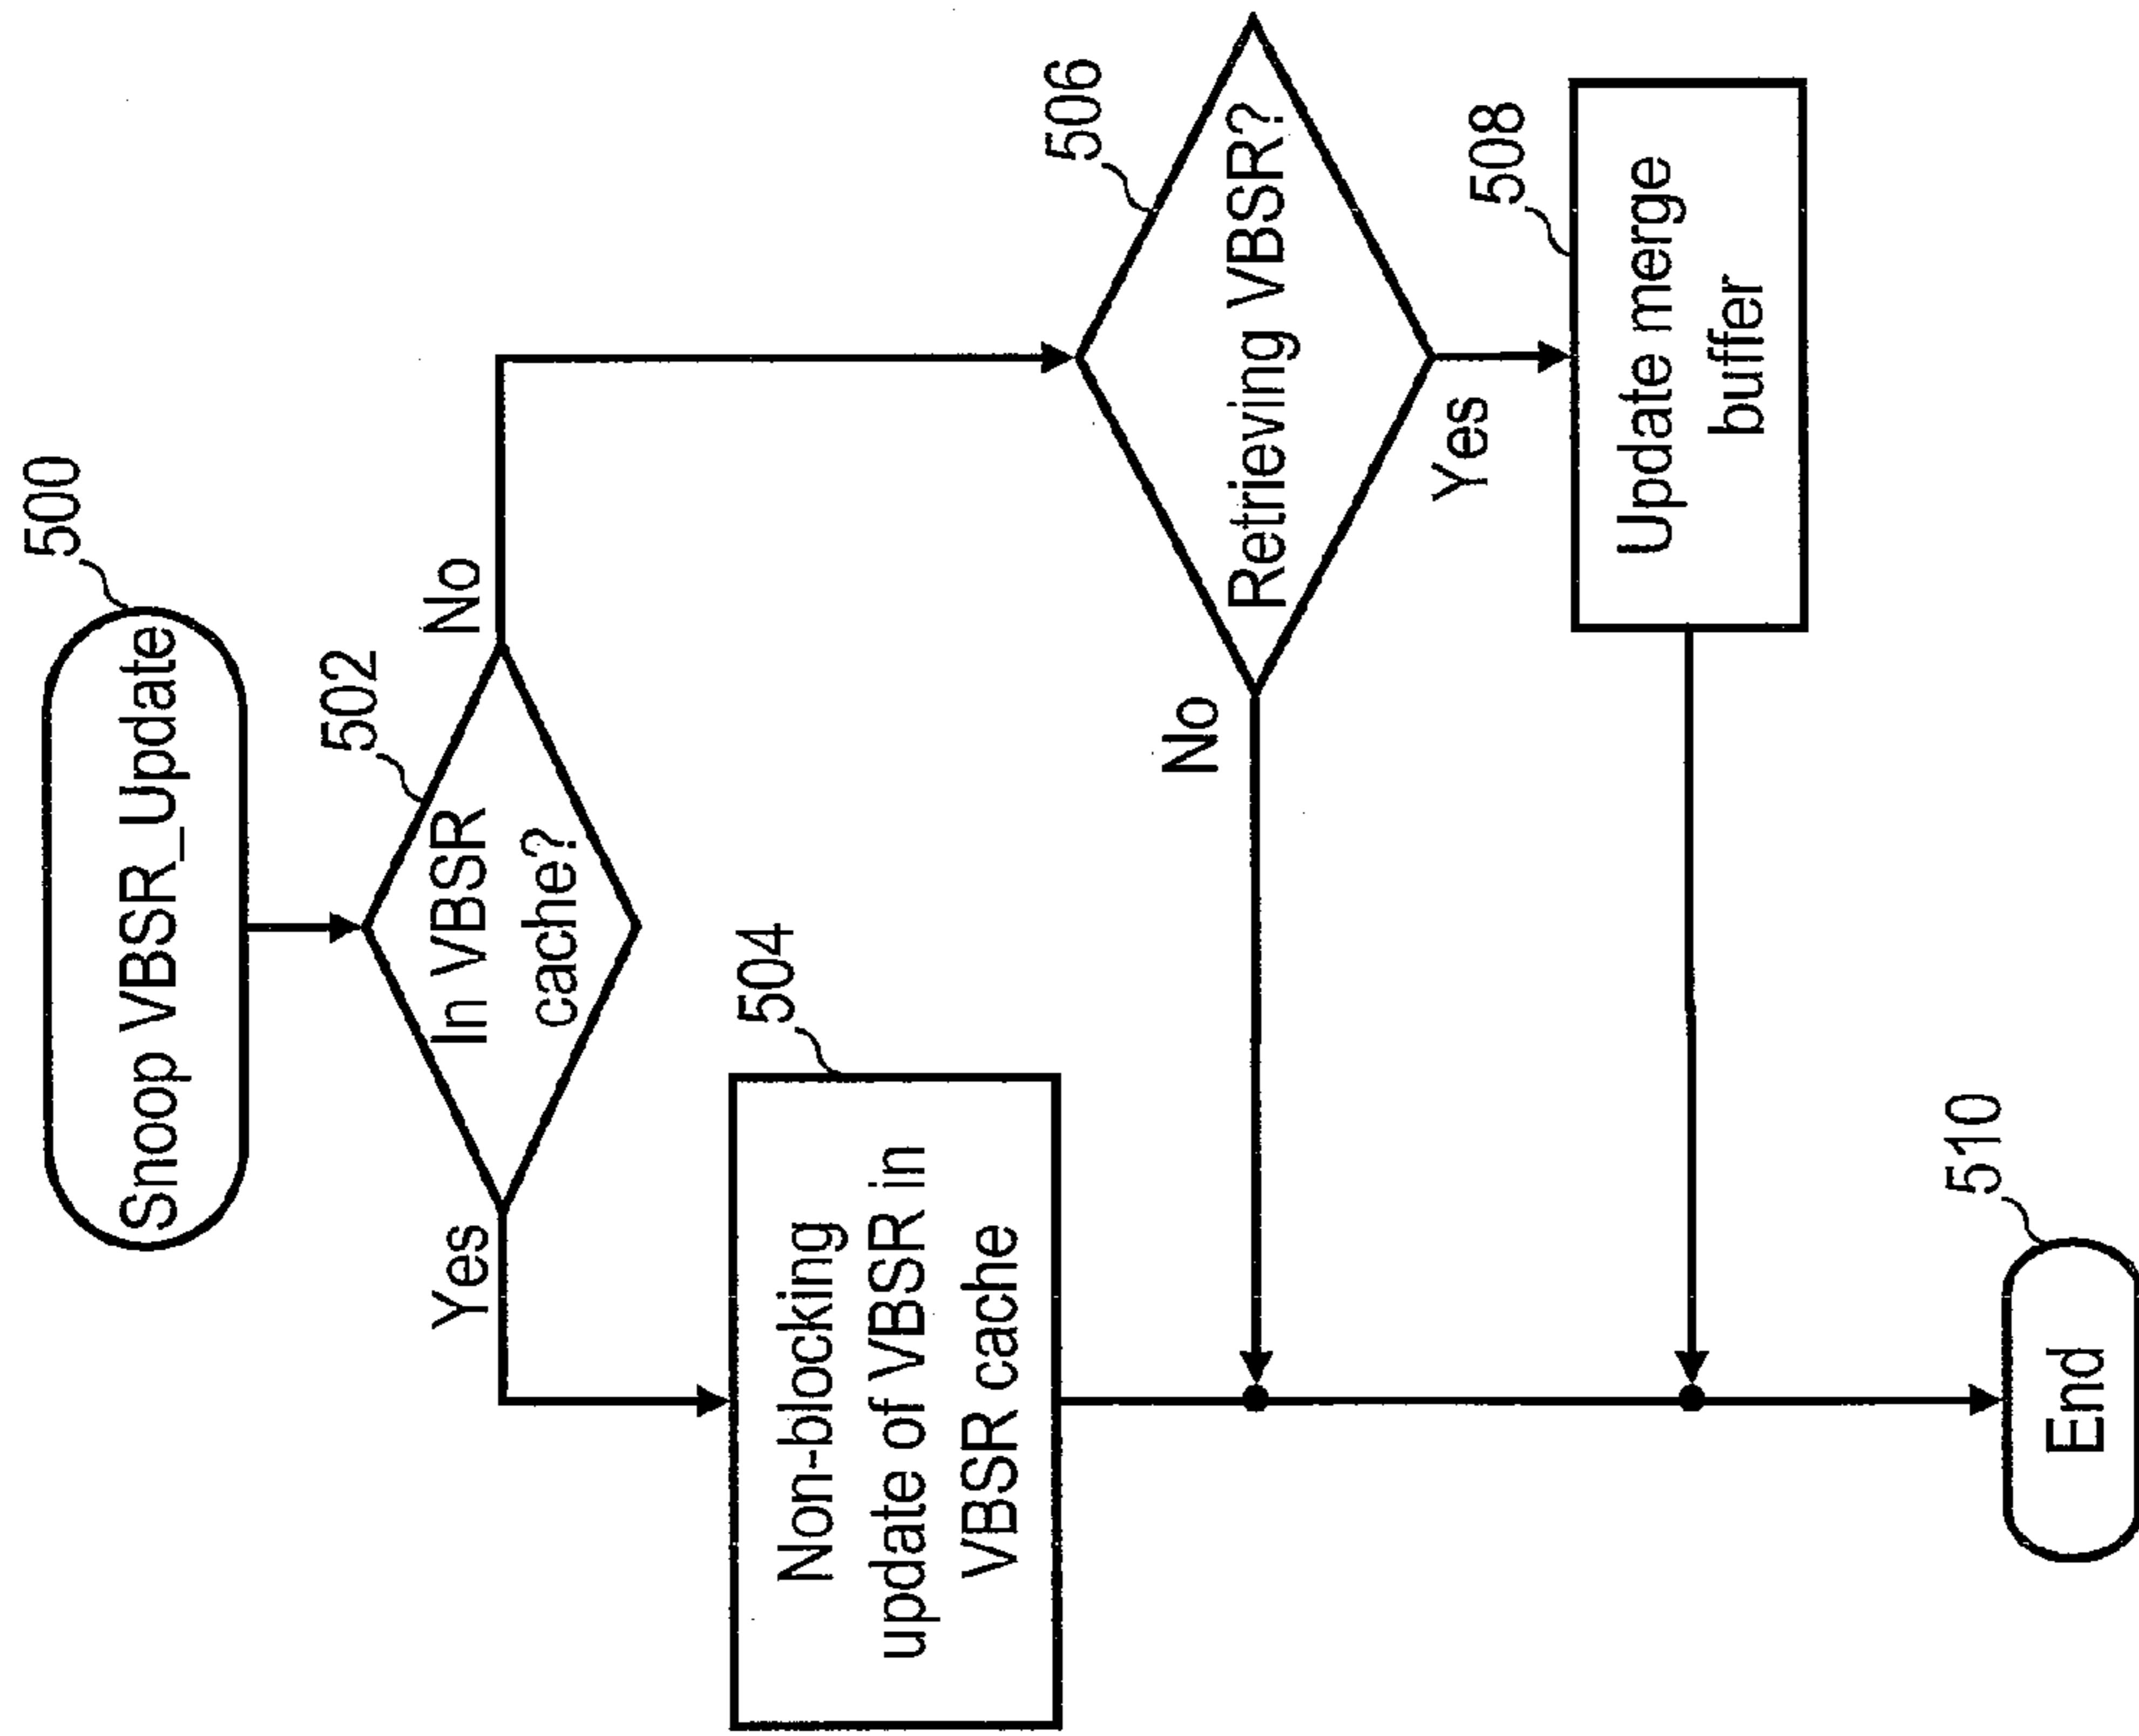 500
Snoop VBSR_Update
502
In VBSR
cache?
Yes
No
504
Non-blocking
update of VBSR in
VBSR cache
506
Retrieving VBSR?
No
Yes
508
Update merge
buffer
510
End